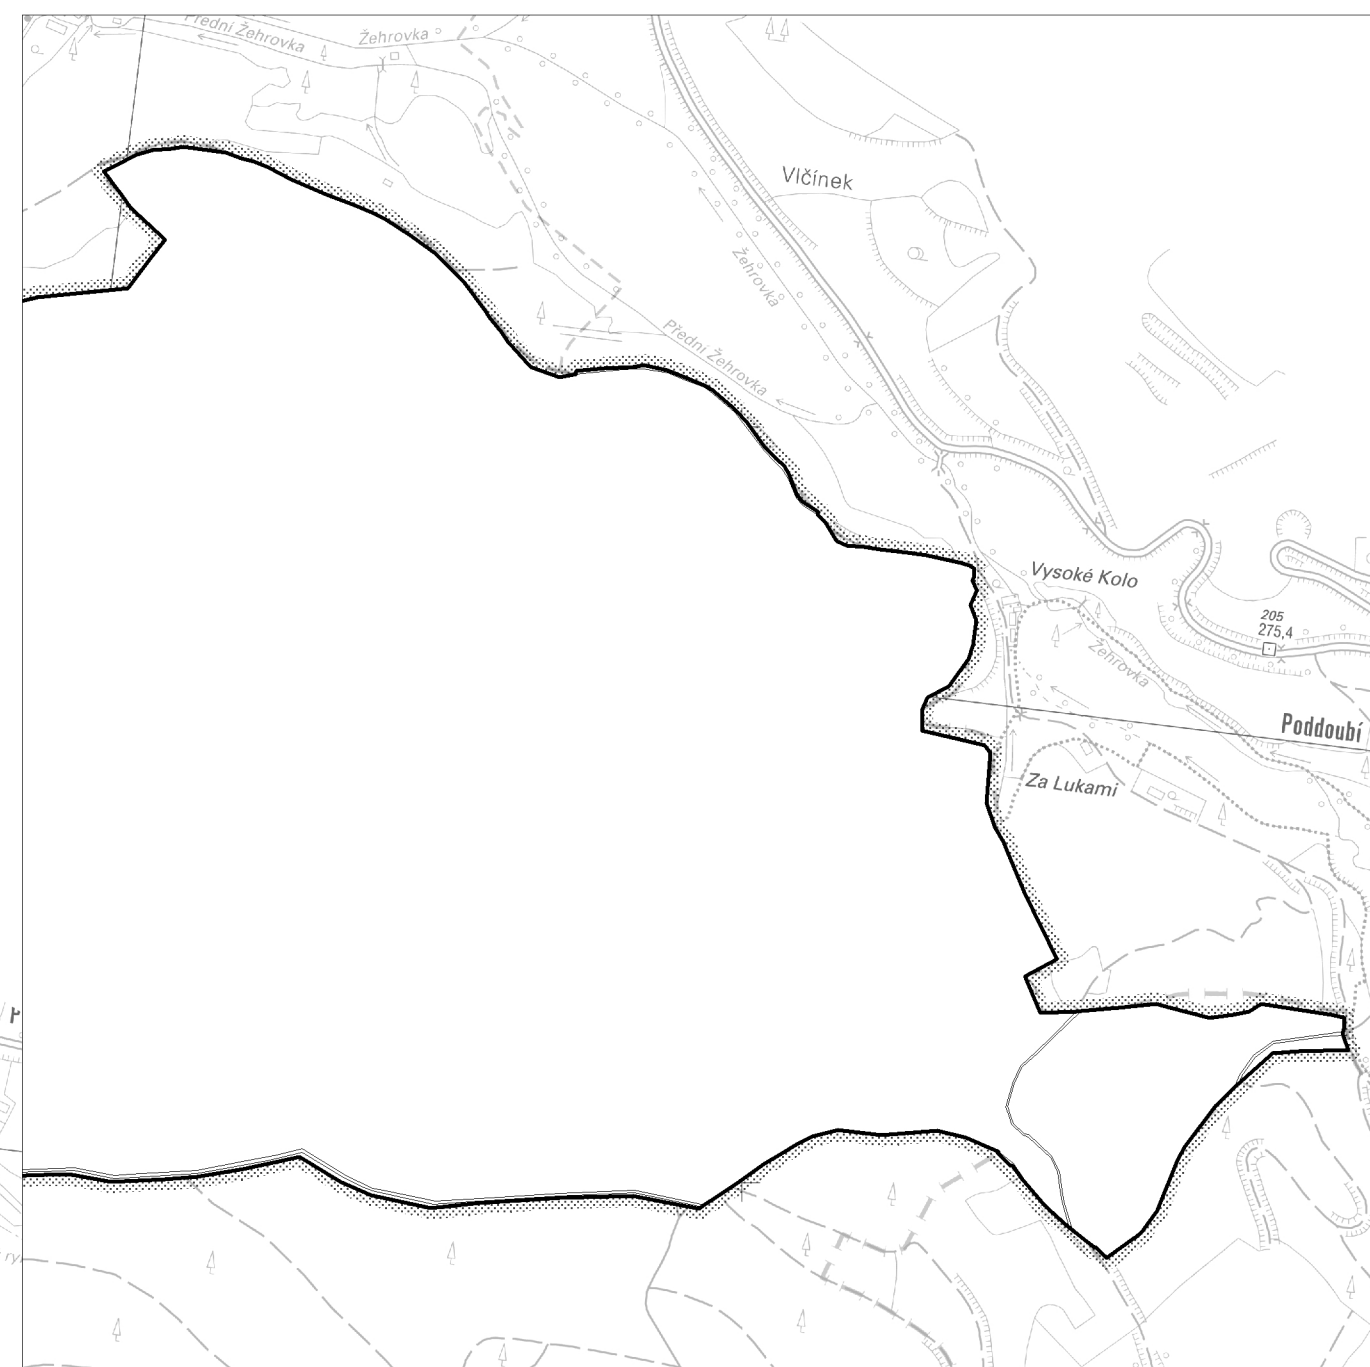 Přední Žehrovka
Žehrovka
Vlčínek
Žehrovka
Přední Žehrovka
Vysoké Kolo
205
275,4
Žehrovka
Poddoubí
Za Lukami